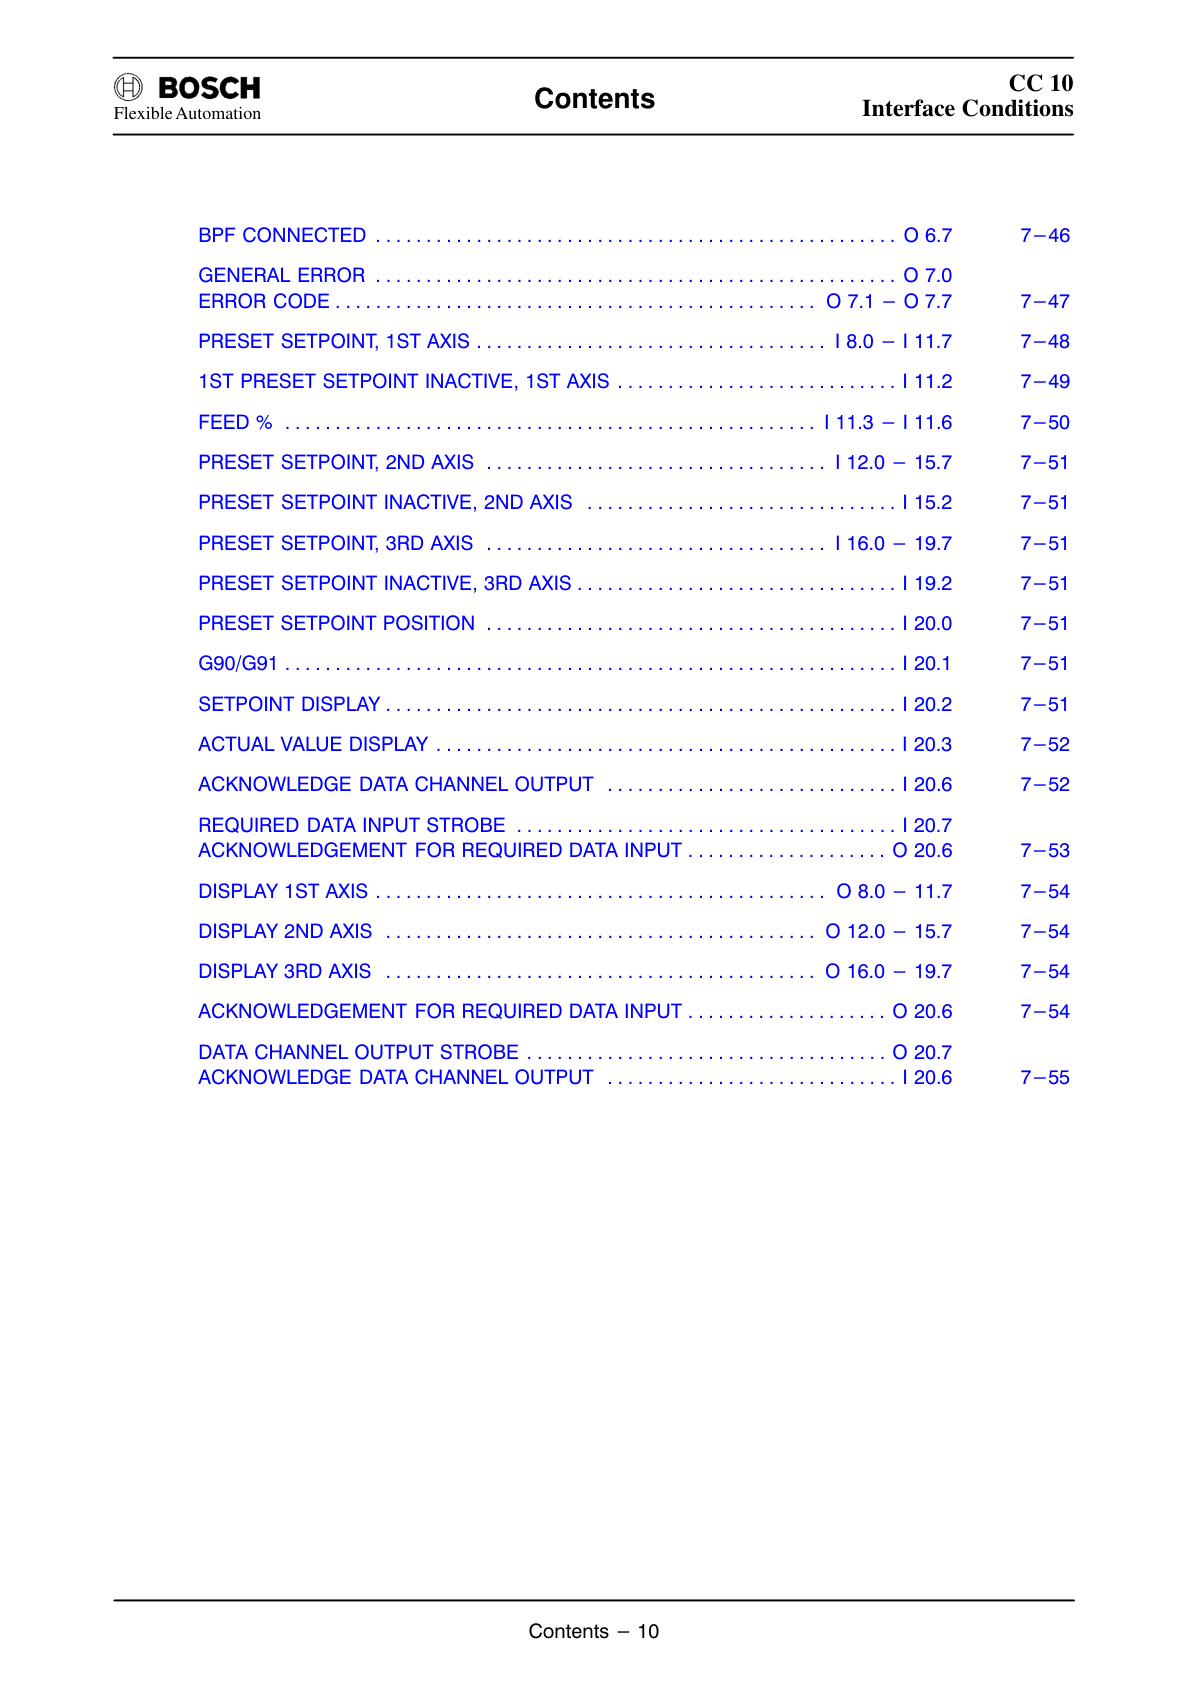 BOSCH
Flexible Automation
Contents
CC 10
Interface Conditions
BPF CONNECTED . . . . . . . . . . . . . . . . . . . . . . . . . . . . . . . . . . . . . . . . . . . . . . . . . . . . O 6.7 7−46
GENERAL ERROR . . . . . . . . . . . . . . . . . . . . . . . . . . . . . . . . . . . . . . . . . . . . . . . . . . . . O 7.0
ERROR CODE . . . . . . . . . . . . . . . . . . . . . . . . . . . . . . . . . . . . . . . . . . . . . . . . O 7.1 − O 7.7 7−47
PRESET SETPOINT, 1ST AXIS . . . . . . . . . . . . . . . . . . . . . . . . . . . . . . . . . . . I 8.0 − I 11.7 7−48
1ST PRESET SETPOINT INACTIVE, 1ST AXIS . . . . . . . . . . . . . . . . . . . . . . . . . . . . I 11.2 7−49
FEED % . . . . . . . . . . . . . . . . . . . . . . . . . . . . . . . . . . . . . . . . . . . . . . . . . . . . . I 11.3 − I 11.6 7−50
PRESET SETPOINT, 2ND AXIS . . . . . . . . . . . . . . . . . . . . . . . . . . . . . . . . . . I 12.0 − 15.7 7−51
PRESET SETPOINT INACTIVE, 2ND AXIS . . . . . . . . . . . . . . . . . . . . . . . . . . . . . . . I 15.2 7−51
PRESET SETPOINT, 3RD AXIS . . . . . . . . . . . . . . . . . . . . . . . . . . . . . . . . . . I 16.0 − 19.7 7−51
PRESET SETPOINT INACTIVE, 3RD AXIS . . . . . . . . . . . . . . . . . . . . . . . . . . . . . . . . I 19.2 7−51
PRESET SETPOINT POSITION . . . . . . . . . . . . . . . . . . . . . . . . . . . . . . . . . . . . . . . . . I 20.0 7−51
G90/G91 . . . . . . . . . . . . . . . . . . . . . . . . . . . . . . . . . . . . . . . . . . . . . . . . . . . . . . . . . . . . . I 20.1 7−51
SETPOINT DISPLAY . . . . . . . . . . . . . . . . . . . . . . . . . . . . . . . . . . . . . . . . . . . . . . . . . . . I 20.2 7−51
ACTUAL VALUE DISPLAY . . . . . . . . . . . . . . . . . . . . . . . . . . . . . . . . . . . . . . . . . . . . . . I 20.3 7−52
ACKNOWLEDGE DATA CHANNEL OUTPUT . . . . . . . . . . . . . . . . . . . . . . . . . . . . . I 20.6 7−52
REQUIRED DATA INPUT STROBE . . . . . . . . . . . . . . . . . . . . . . . . . . . . . . . . . . . . . . I 20.7
ACKNOWLEDGEMENT FOR REQUIRED DATA INPUT . . . . . . . . . . . . . . . . . . . . O 20.6 7−53
DISPLAY 1ST AXIS . . . . . . . . . . . . . . . . . . . . . . . . . . . . . . . . . . . . . . . . . . . . . O 8.0 − 11.7 7−54
DISPLAY 2ND AXIS . . . . . . . . . . . . . . . . . . . . . . . . . . . . . . . . . . . . . . . . . . . O 12.0 − 15.7 7−54
DISPLAY 3RD AXIS . . . . . . . . . . . . . . . . . . . . . . . . . . . . . . . . . . . . . . . . . . . O 16.0 − 19.7 7−54
ACKNOWLEDGEMENT FOR REQUIRED DATA INPUT . . . . . . . . . . . . . . . . . . . . O 20.6 7−54
DATA CHANNEL OUTPUT STROBE . . . . . . . . . . . . . . . . . . . . . . . . . . . . . . . . . . . . O 20.7
ACKNOWLEDGE DATA CHANNEL OUTPUT . . . . . . . . . . . . . . . . . . . . . . . . . . . . . I 20.6 7−55
Contents − 10